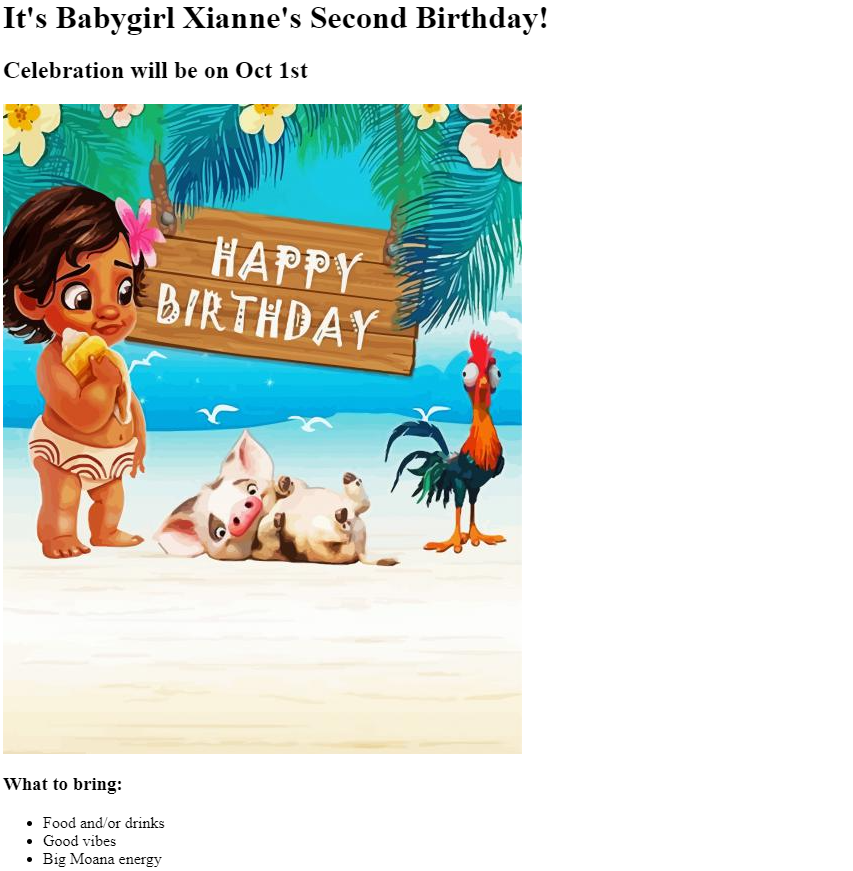 It's Babygirl Xianne's Second Birthday!
Celebration will be on Oct 1st
HAPPY
BIRTHDAY
What to bring:
Food and/or drinks
Good vibes
Big Moana energy